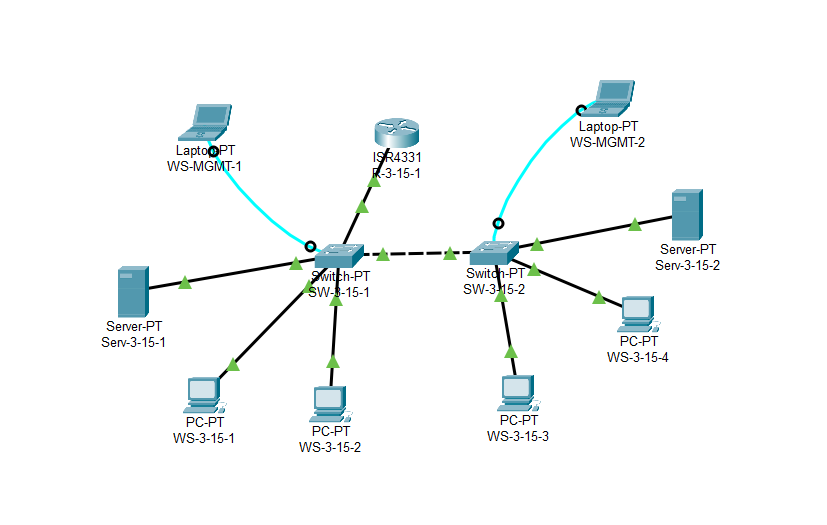 Laptop-PT
WS-MGMT-1
ISR4331
R-3-15-1
Laptop-PT
WS-MGMT-2
Switch-PT
SW-3-15-1
Switch-PT
SW-3-15-2
Server-PT
Serv-3-15-2
Server-PT
Serv-3-15-1
PC-PT
WS-3-15-4
PC-PT
WS-3-15-1
PC-PT
WS-3-15-2
PC-PT
WS-3-15-3